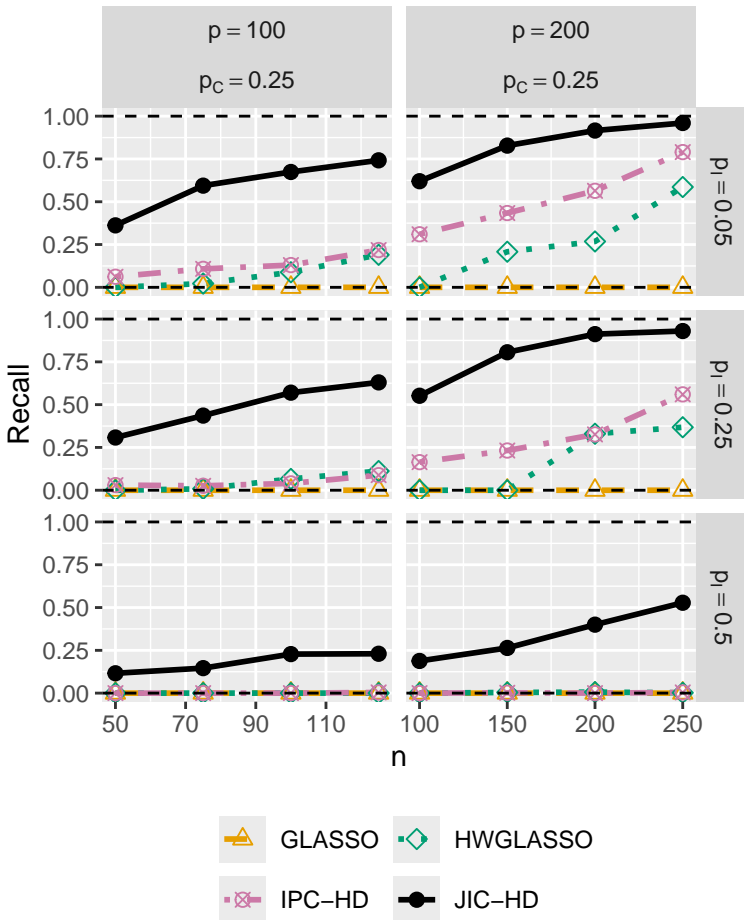 p = 100
p = 200
p_C = 0.25
p_C = 0.25
1.00
0.75
0.50
0.25
0.00
p_I = 0.05
1.00
0.75
0.50
0.25
0.00
p_I = 0.25
1.00
0.75
0.50
0.25
0.00
p_I = 0.5
Recall
50 70 90 110
100 150 200 250
n
GLASSO
HWGLASSO
IPC−HD
JIC−HD